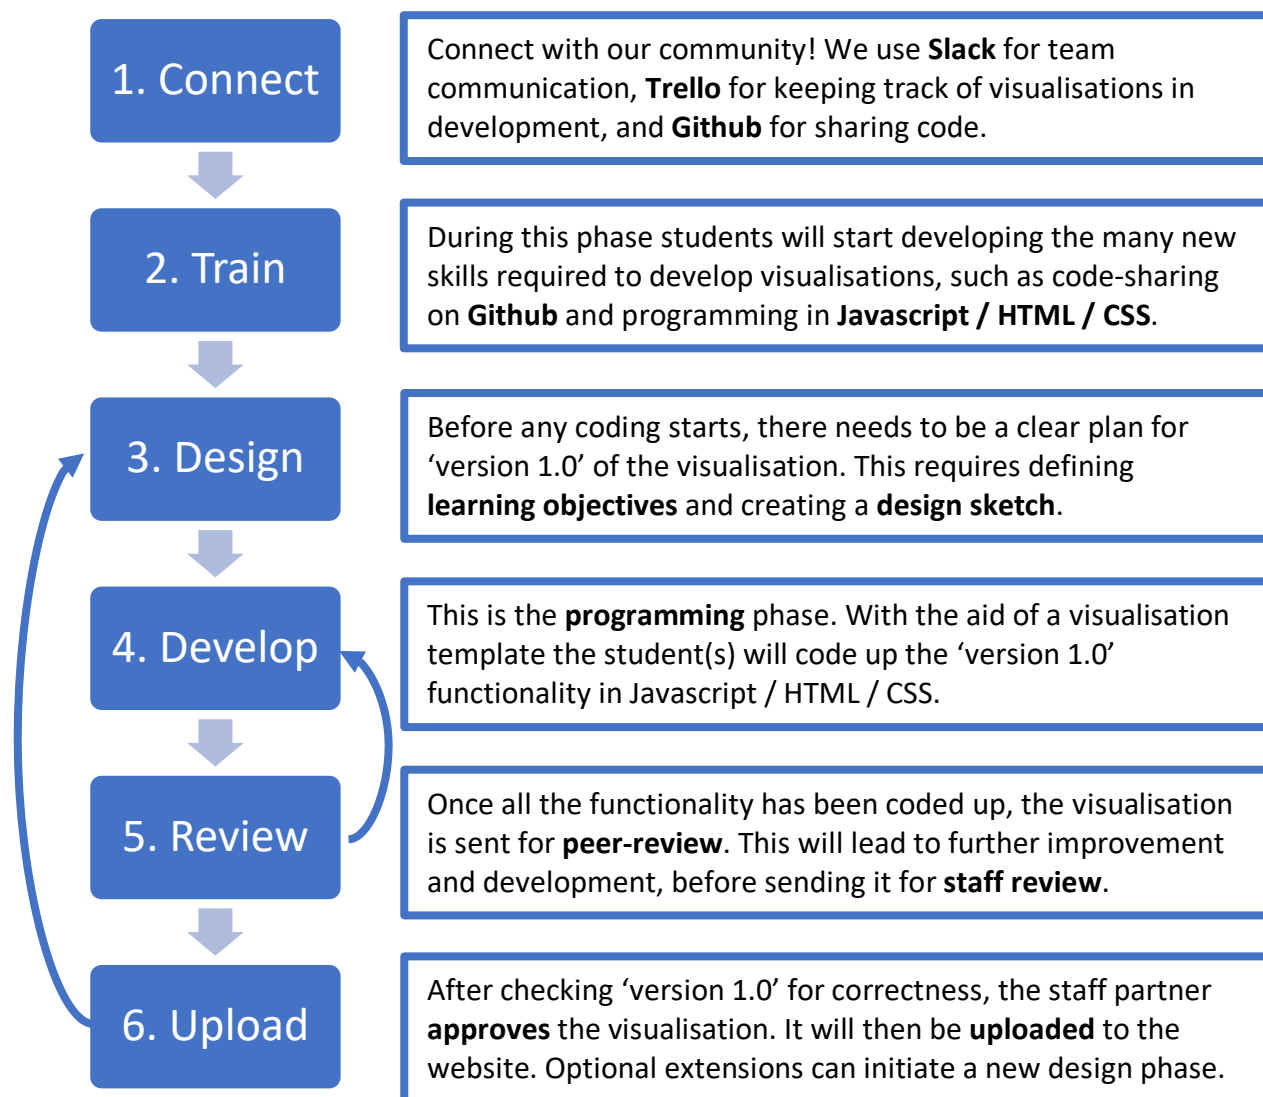 1. Connect
Connect with our community! We use Slack for team
communication, Trello for keeping track of visualisations in
development, and Github for sharing code.
2. Train
During this phase students will start developing the many new
skills required to develop visualisations, such as code-sharing
on Github and programming in Javascript / HTML / CSS.
3. Design
Before any coding starts, there needs to be a clear plan for
‘version 1.0’ of the visualisation. This requires defining
learning objectives and creating a design sketch.
4. Develop
This is the programming phase. With the aid of a visualisation
template the student(s) will code up the ‘version 1.0’
functionality in Javascript / HTML / CSS.
5. Review
Once all the functionality has been coded up, the visualisation
is sent for peer-review. This will lead to further improvement
and development, before sending it for staff review.
6. Upload
After checking ‘version 1.0’ for correctness, the staff partner
approves the visualisation. It will then be uploaded to the
website. Optional extensions can initiate a new design phase.